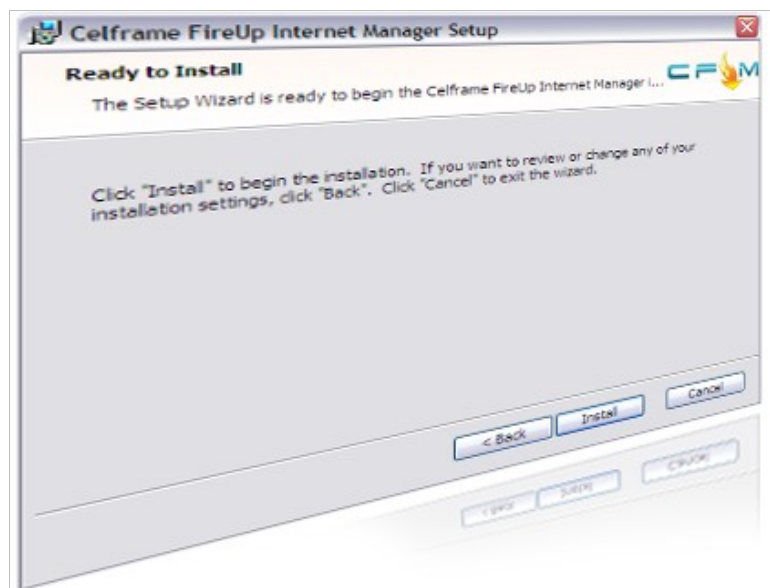 Celframe FireUp Internet Manager Setup
Ready to Install
The Setup Wizard is ready to begin the Celframe FireUp Internet Manager i...
CF M
Click "Install" to begin the installation. If you want to review or change any of your
installation settings, click "Back". Click "Cancel" to exit the wizard.
< Back
Install
Cancel